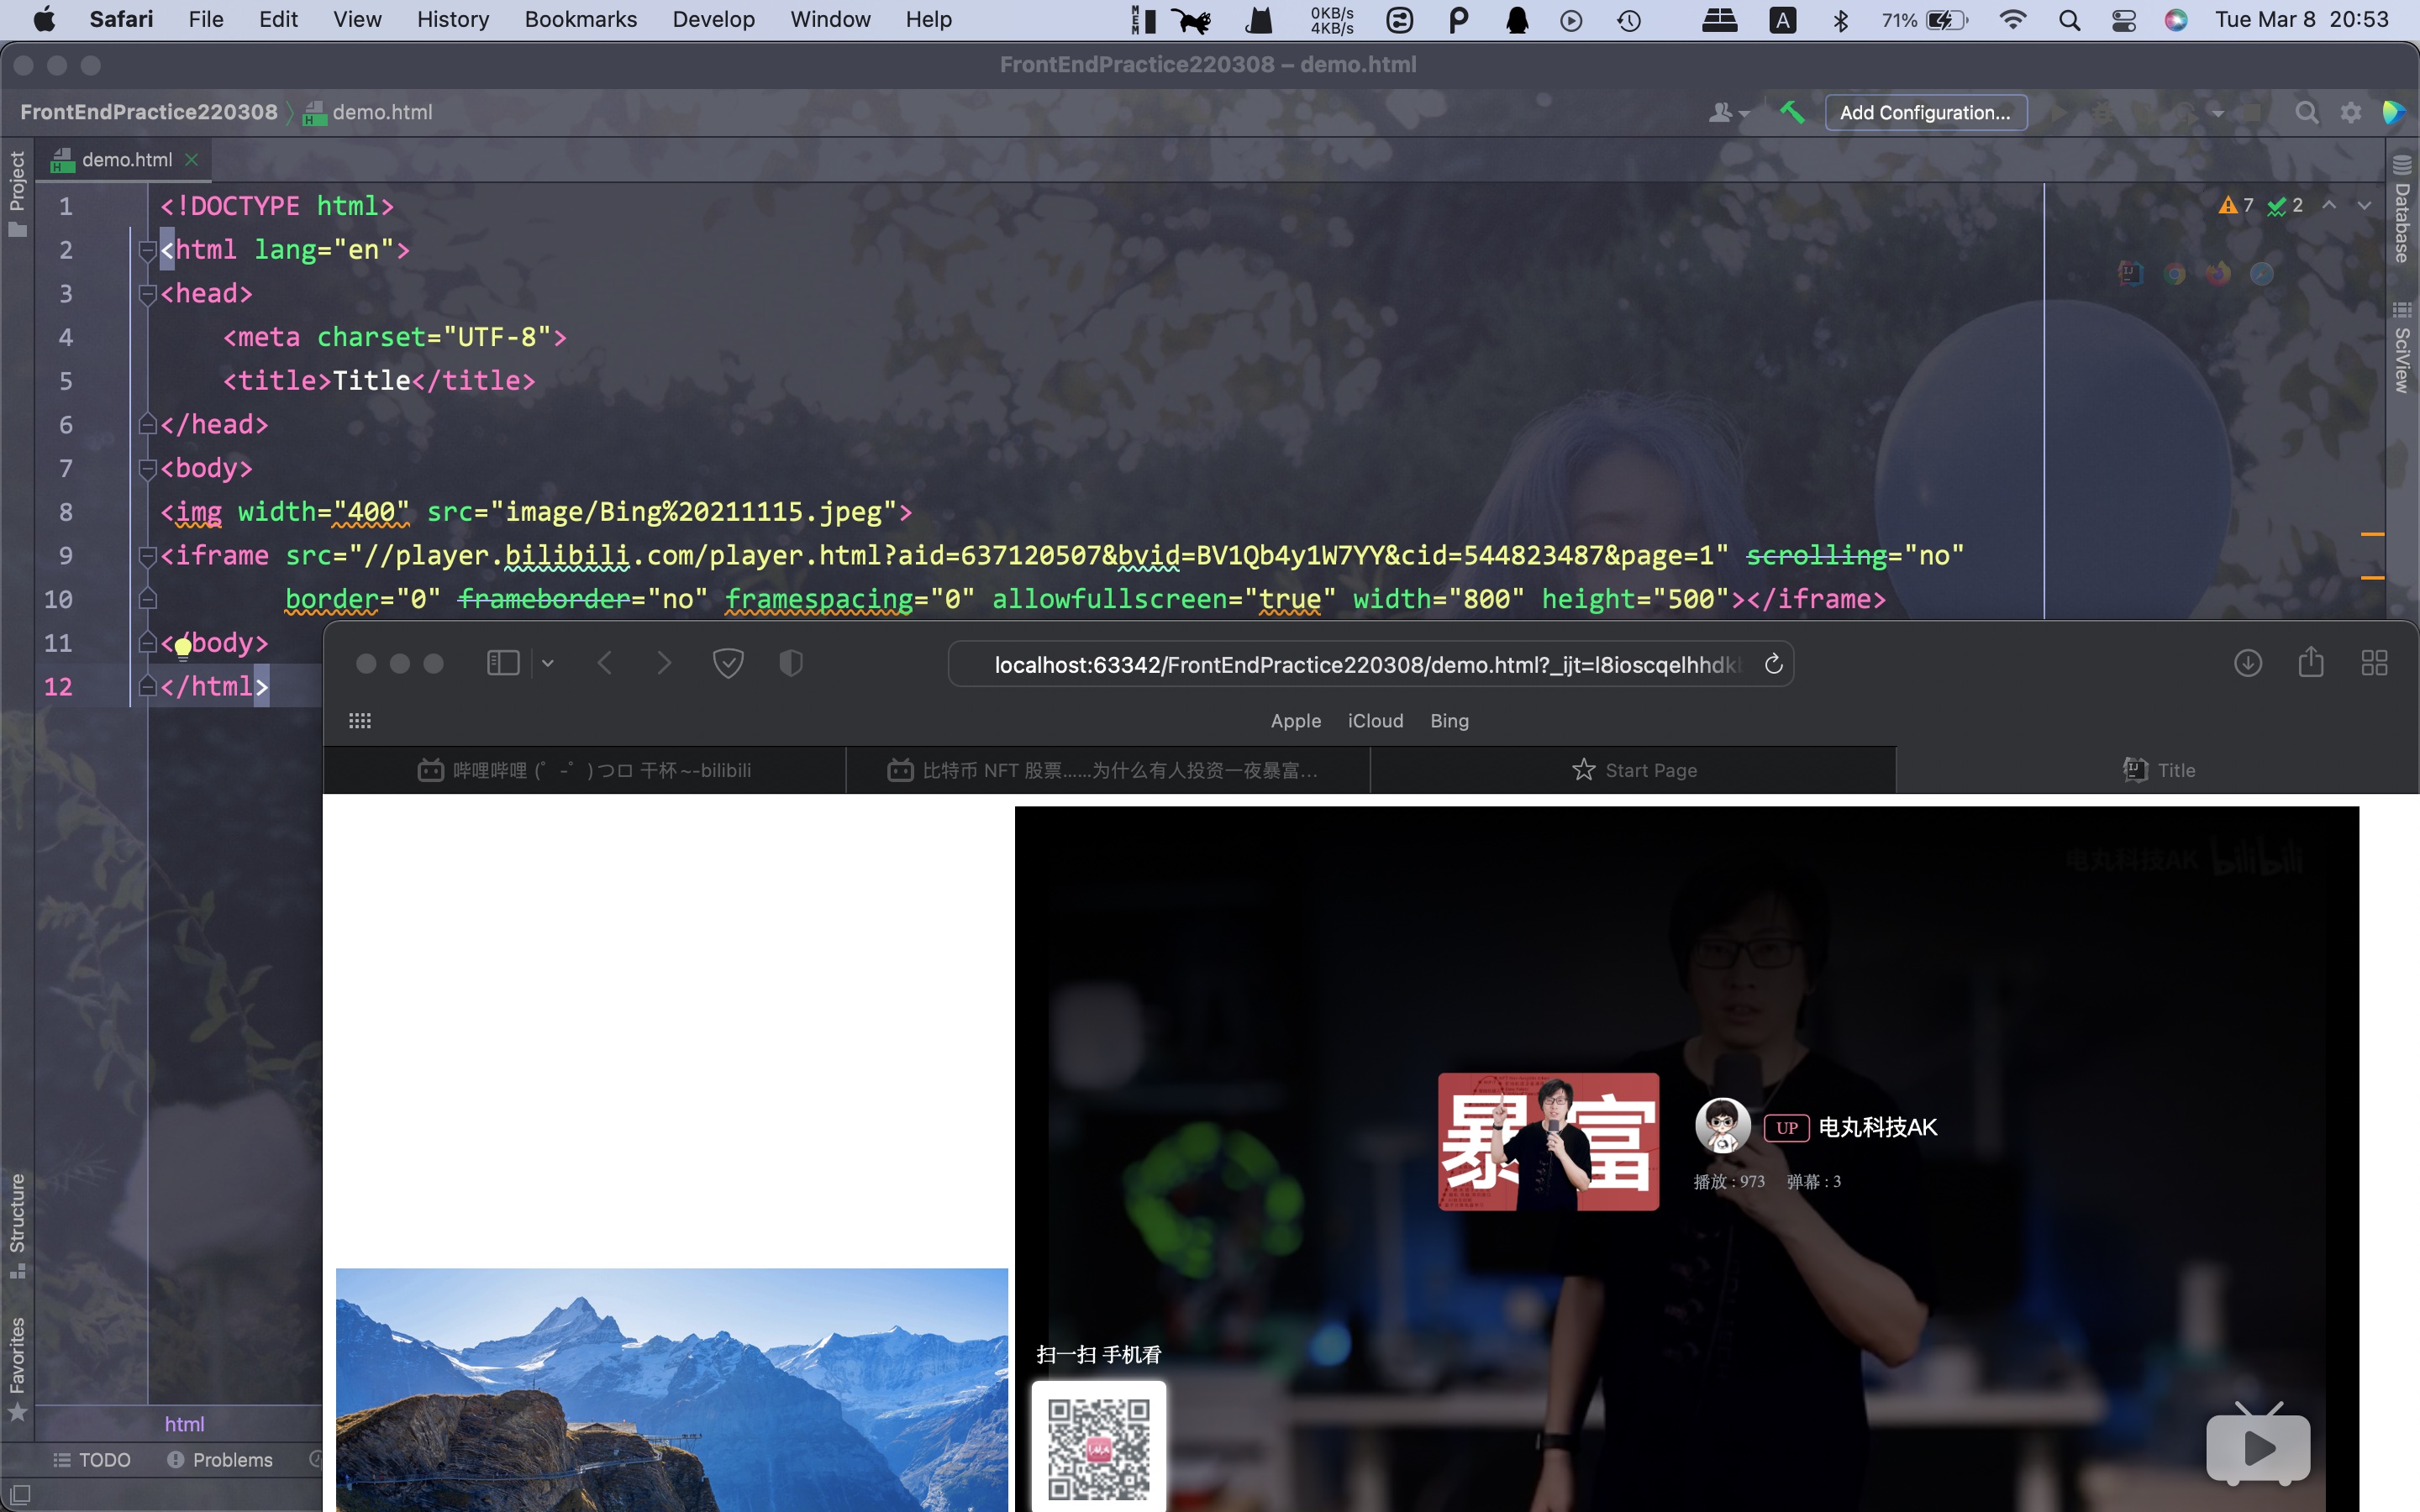 Safari File Edit View History Bookmarks Develop Window Help MEM 0KB/s 4KB/s A 71% Tue Mar 8 20:53
FrontEndPractice220308 – demo.html
FrontEndPractice220308 demo.html Add Configuration...
Project demo.html Database
1 <!DOCTYPE html> 7 2
2 <html lang="en">
3 <head>
4 <meta charset="UTF-8"> SciView
5 <title>Title</title>
6 </head>
7 <body>
8 <img width="400" src="image/Bing%20211115.jpeg">
9 <iframe src="//player.bilibili.com/player.html?aid=637120507&bvid=BV1Qb4y1W7YY&cid=544823487&page=1" scrolling="no"
10 border="0" frameborder="no" framespacing="0" allowfullscreen="true" width="800" height="500"></iframe>
11 </body>
12 </html>
localhost:63342/FrontEndPractice220308/demo.html?_ijt=l8ioscqelhhdk
Apple iCloud Bing
哔哩哔哩 (゜-゜)つロ 干杯~-bilibili 比特币 NFT 股票……为什么有人投资一夜暴富... Start Page Title
电丸科技AK bilibili
暴富
UP 电丸科技AK
播放 : 973 弹幕 : 3
扫一扫 手机看
Structure
Favorites
html
TODO Problems